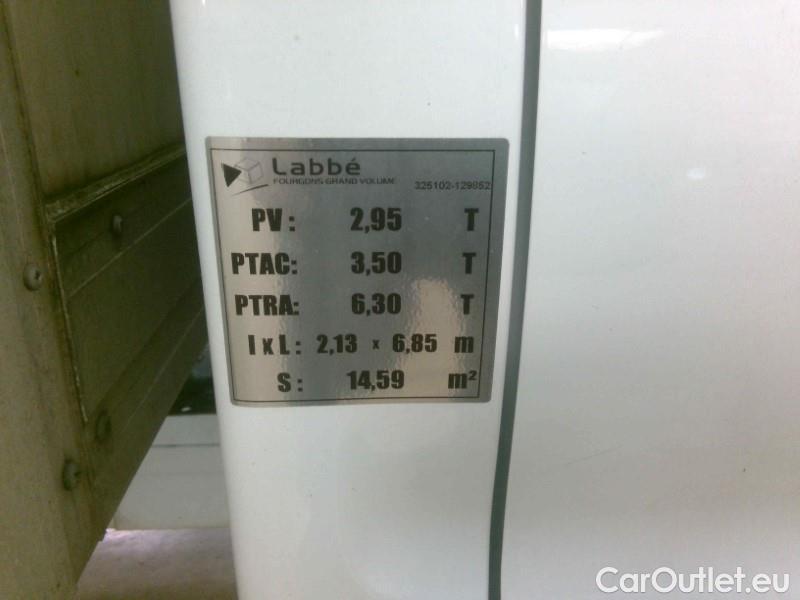 Labbé
FOURGONS GRAND VOLUME
325102-129852
PV: 2,95 T
PTAC: 3,50 T
PTRA: 6,30 T
l x L: 2,13 x 6,85 m
S: 14,59 m²
CarOutlet.eu